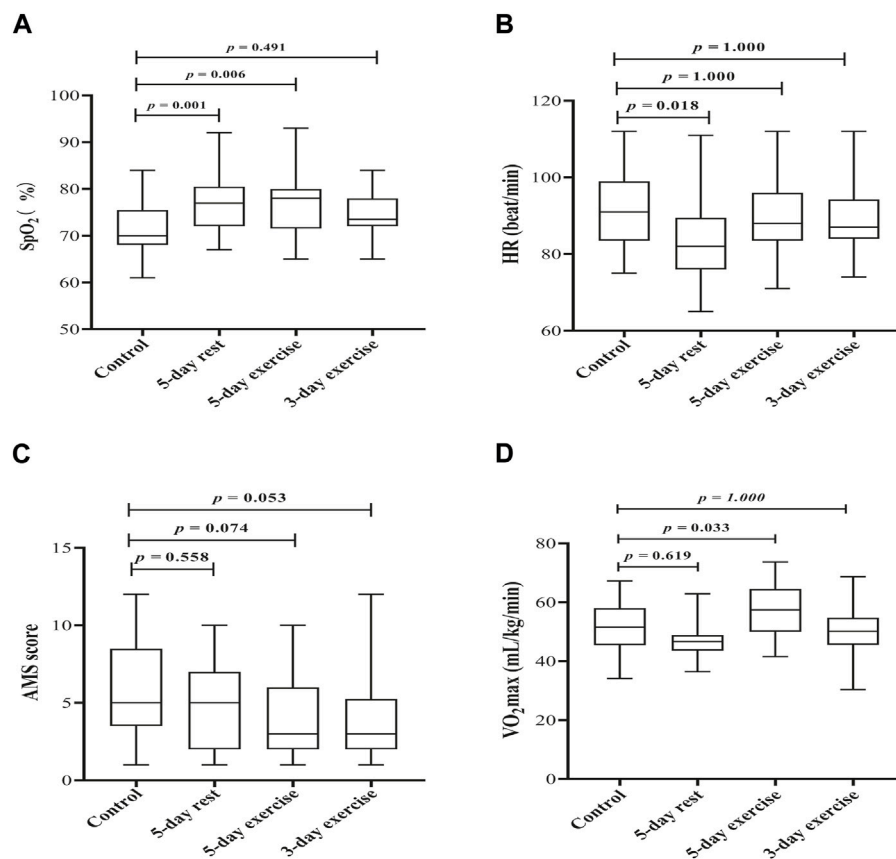 A
p = 0.491
p = 0.006
p = 0.001
100
90
80
70
60
50
SpO2 ( %)
Control
5-day rest
5-day exercise
3-day exercise
B
p = 1.000
p = 1.000
p = 0.018
120
100
80
60
HR (beat/min)
Control
5-day rest
5-day exercise
3-day exercise
C
p = 0.053
p = 0.074
p = 0.558
15
10
5
0
AMS score
Control
5-day rest
5-day exercise
3-day exercise
D
p = 1.000
p = 0.033
p = 0.619
80
60
40
20
0
VO2max (mL/kg/min)
Control
5-day rest
5-day exercise
3-day exercise